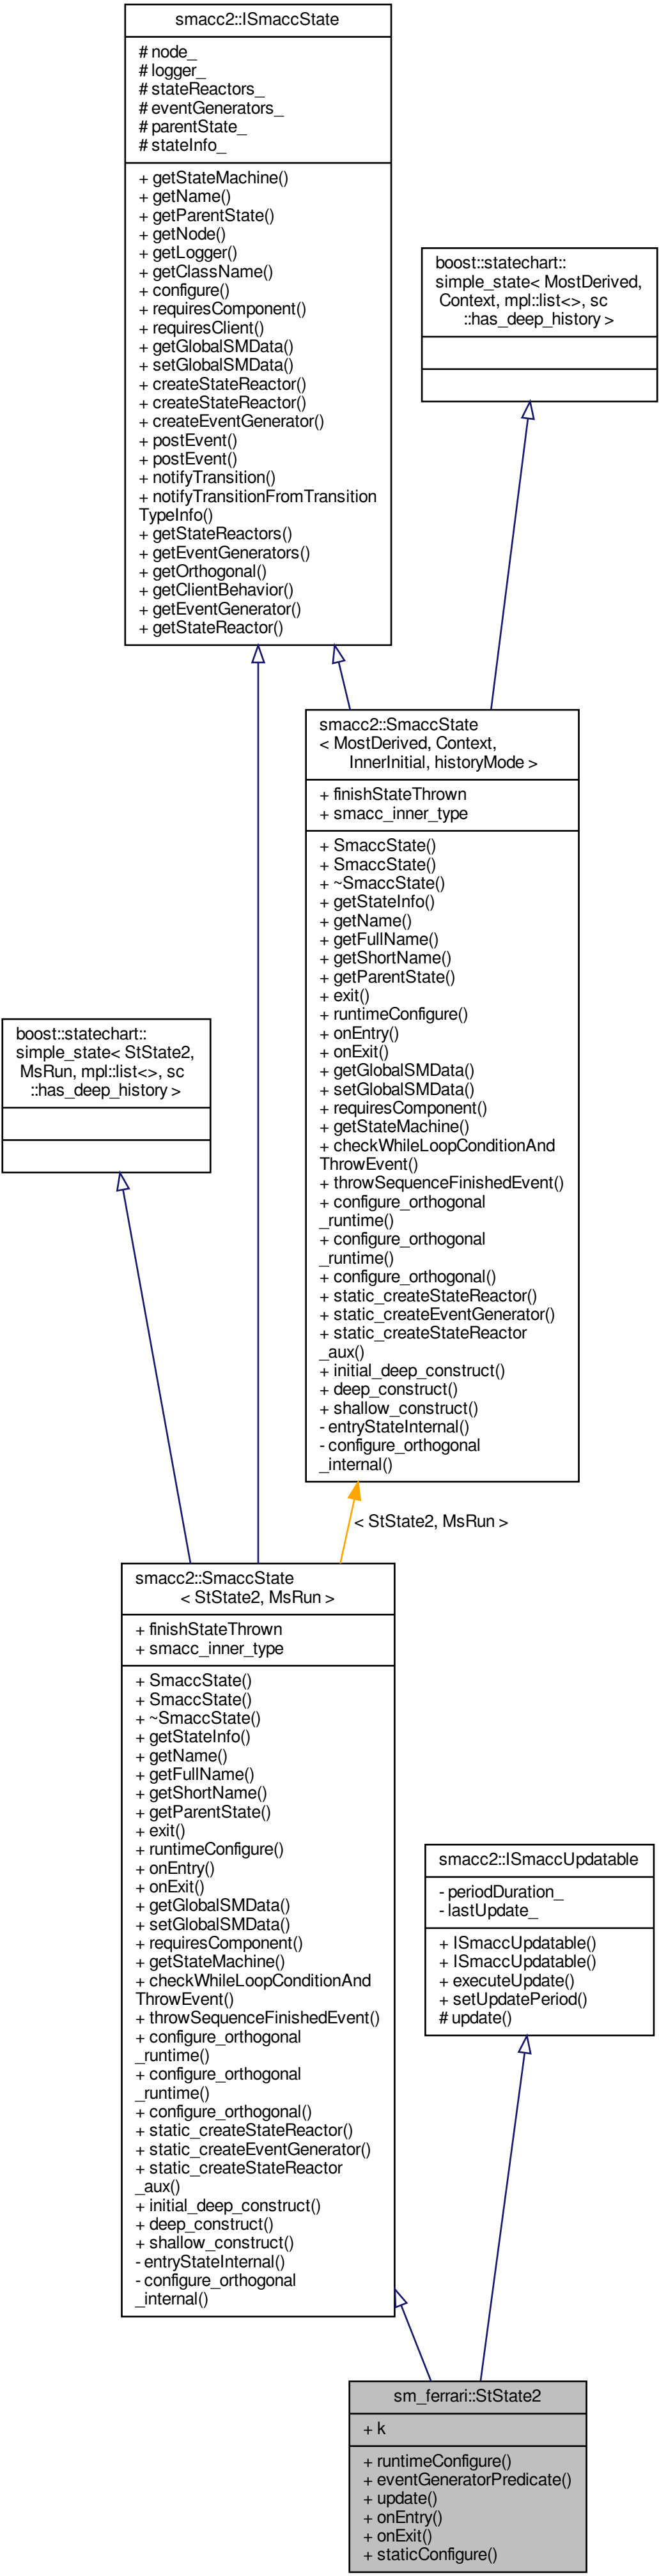 smacc2::ISmaccState
# node_
# logger_
# stateReactors_
# eventGenerators_
# parentState_
# stateInfo_
+ getStateMachine()
+ getName()
+ getParentState()
+ getNode()
+ getLogger()
+ getClassName()
+ configure()
+ requiresComponent()
+ requiresClient()
+ getGlobalSMData()
+ setGlobalSMData()
+ createStateReactor()
+ createStateReactor()
+ createEventGenerator()
+ postEvent()
+ postEvent()
+ notifyTransition()
+ notifyTransitionFromTransition
TypeInfo()
+ getStateReactors()
+ getEventGenerators()
+ getOrthogonal()
+ getClientBehavior()
+ getEventGenerator()
+ getStateReactor()
boost::statechart::
simple_state< MostDerived,
Context, mpl::list<>, sc
::has_deep_history >
smacc2::SmaccState
< MostDerived, Context,
InnerInitial, historyMode >
+ finishStateThrown
+ smacc_inner_type
+ SmaccState()
+ SmaccState()
+ ~SmaccState()
+ getStateInfo()
+ getName()
+ getFullName()
+ getShortName()
+ getParentState()
+ exit()
+ runtimeConfigure()
+ onEntry()
+ onExit()
+ getGlobalSMData()
+ setGlobalSMData()
+ requiresComponent()
+ getStateMachine()
+ checkWhileLoopConditionAnd
ThrowEvent()
+ throwSequenceFinishedEvent()
+ configure_orthogonal
_runtime()
+ configure_orthogonal
_runtime()
+ configure_orthogonal()
+ static_createStateReactor()
+ static_createEventGenerator()
+ static_createStateReactor
_aux()
+ initial_deep_construct()
+ deep_construct()
+ shallow_construct()
- entryStateInternal()
- configure_orthogonal
_internal()
boost::statechart::
simple_state< StState2,
MsRun, mpl::list<>, sc
::has_deep_history >
< StState2, MsRun >
smacc2::SmaccState
< StState2, MsRun >
+ finishStateThrown
+ smacc_inner_type
+ SmaccState()
+ SmaccState()
+ ~SmaccState()
+ getStateInfo()
+ getName()
+ getFullName()
+ getShortName()
+ getParentState()
+ exit()
+ runtimeConfigure()
+ onEntry()
+ onExit()
+ getGlobalSMData()
+ setGlobalSMData()
+ requiresComponent()
+ getStateMachine()
+ checkWhileLoopConditionAnd
ThrowEvent()
+ throwSequenceFinishedEvent()
+ configure_orthogonal
_runtime()
+ configure_orthogonal
_runtime()
+ configure_orthogonal()
+ static_createStateReactor()
+ static_createEventGenerator()
+ static_createStateReactor
_aux()
+ initial_deep_construct()
+ deep_construct()
+ shallow_construct()
- entryStateInternal()
- configure_orthogonal
_internal()
smacc2::ISmaccUpdatable
- periodDuration_
- lastUpdate_
+ ISmaccUpdatable()
+ ISmaccUpdatable()
+ executeUpdate()
+ setUpdatePeriod()
# update()
sm_ferrari::StState2
+ k
+ runtimeConfigure()
+ eventGeneratorPredicate()
+ update()
+ onEntry()
+ onExit()
+ staticConfigure()